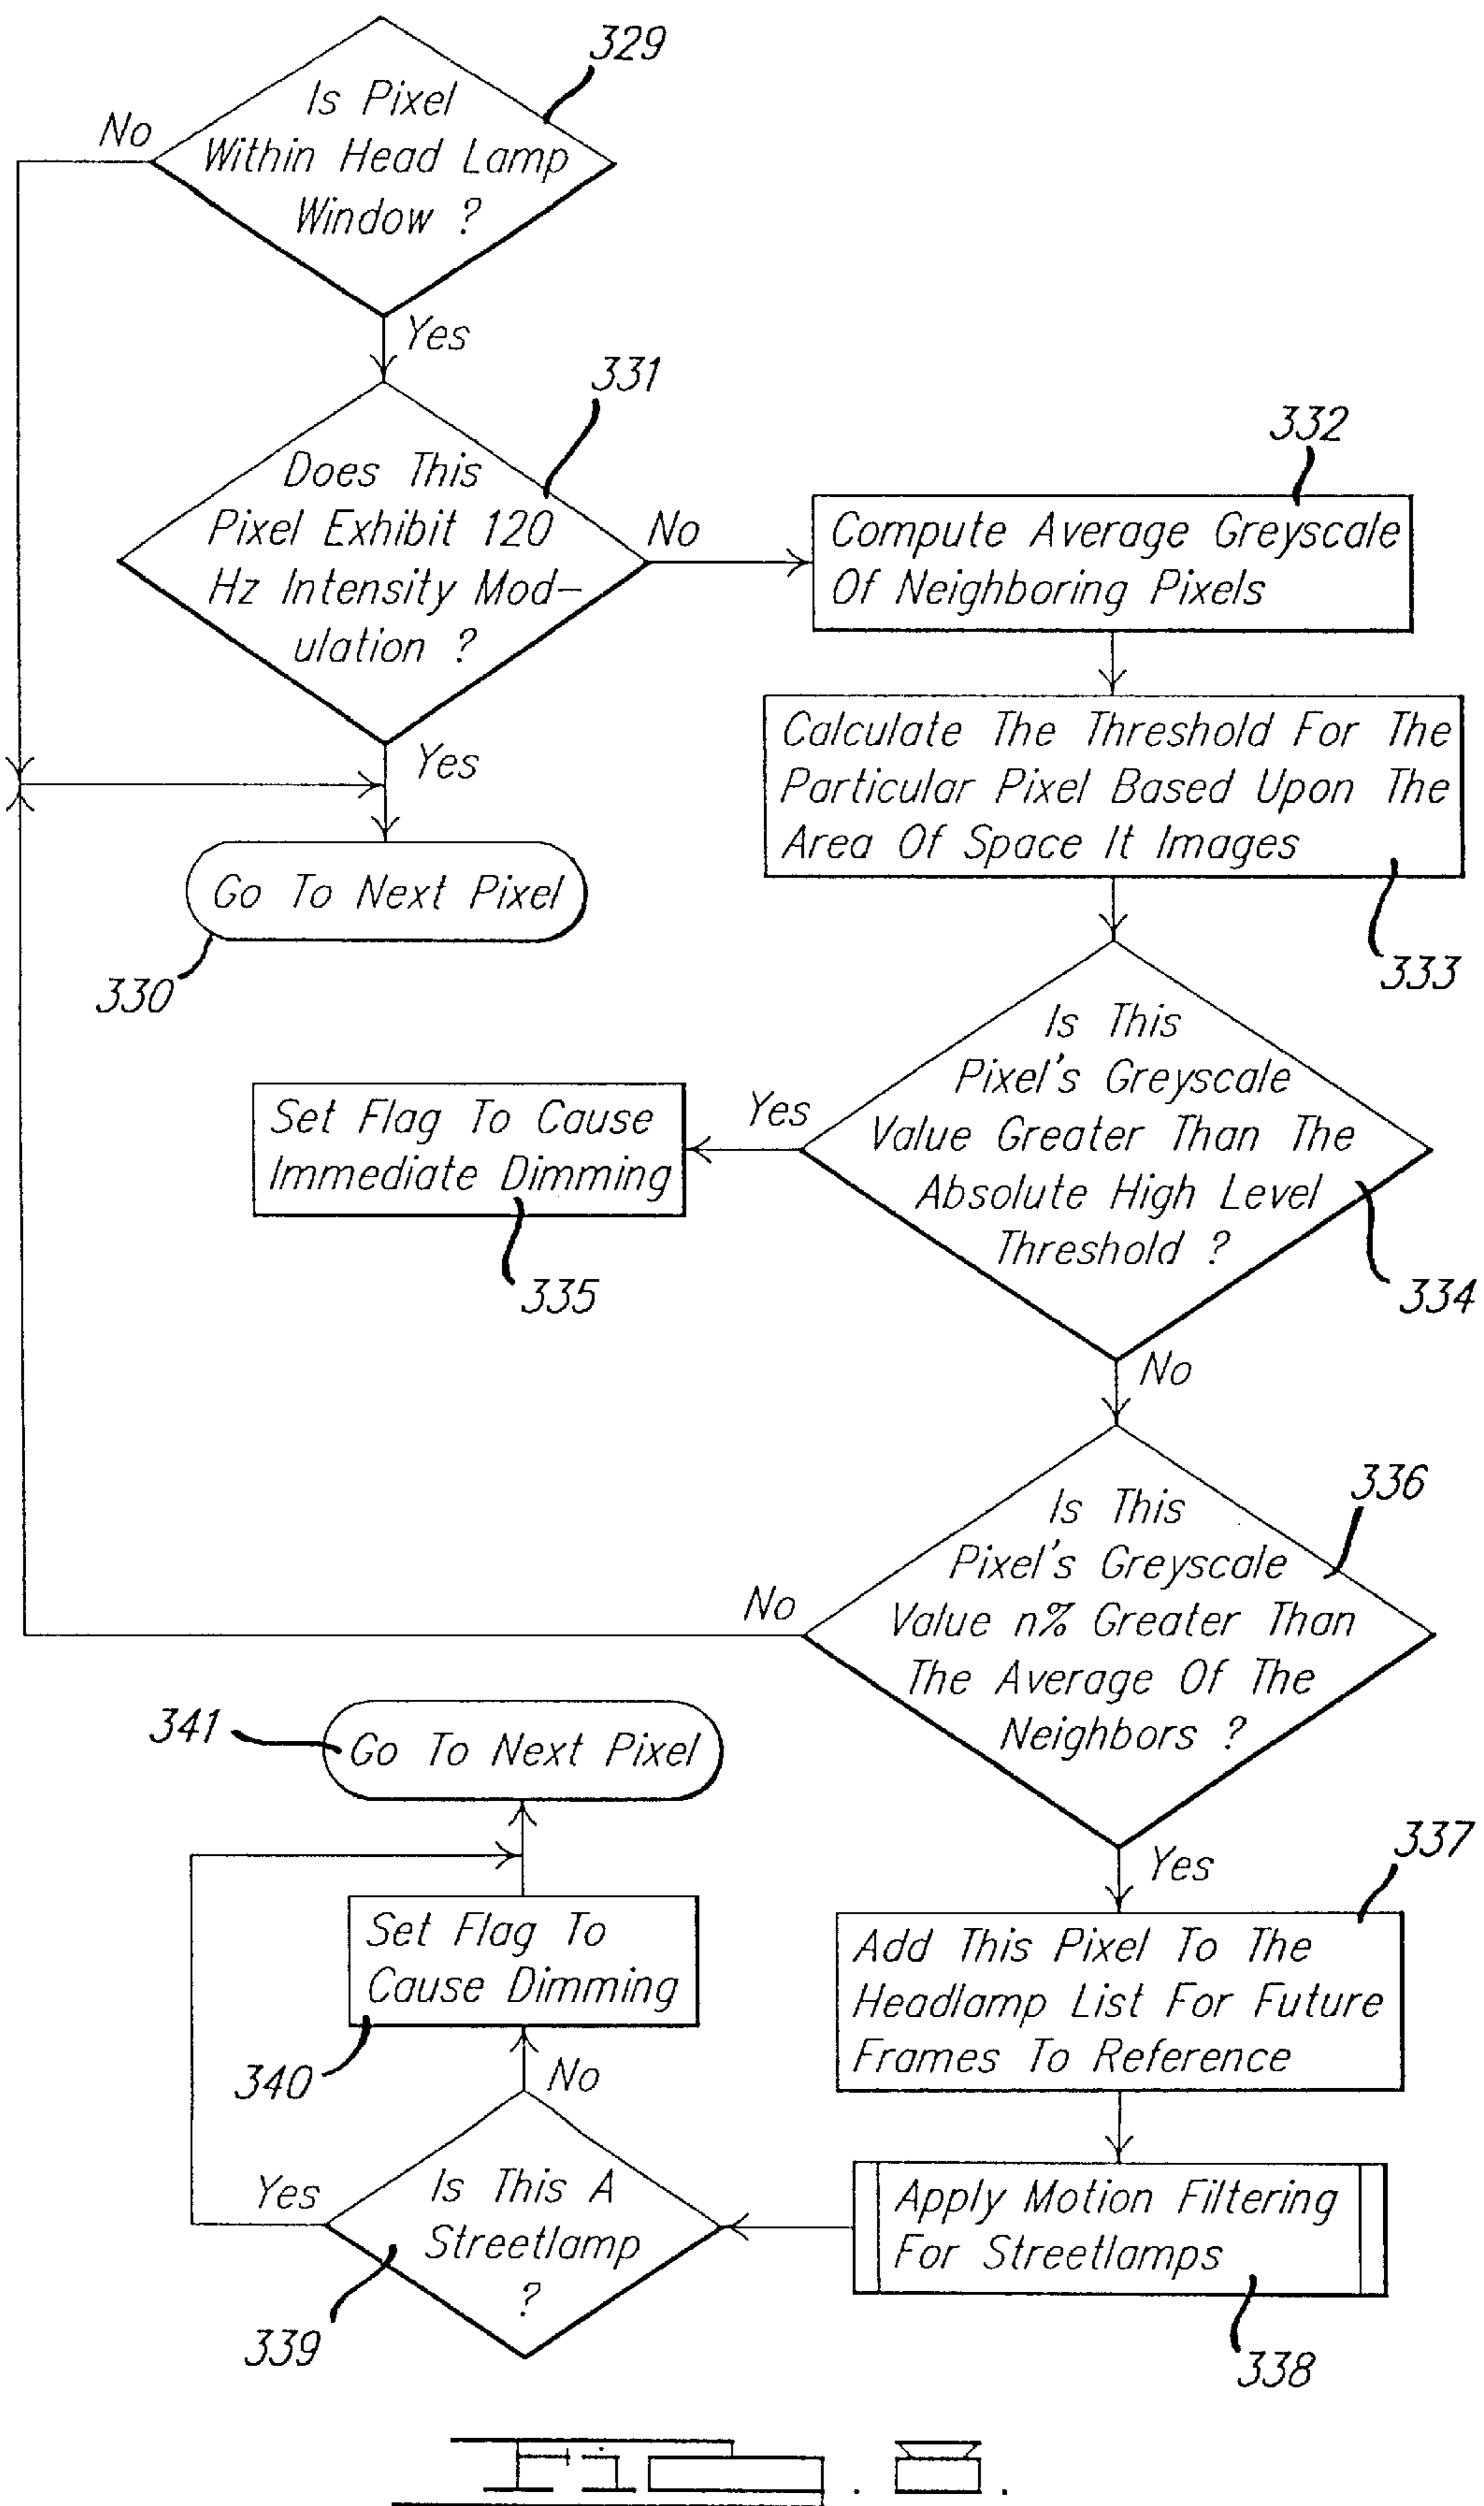 329
Is Pixel
Within Head Lamp
Window ?
No
Yes
331
Does This
Pixel Exhibit 120
Hz Intensity Mod-
ulation ?
No
Yes
332
Compute Average Greyscale
Of Neighboring Pixels
Calculate The Threshold For The
Particular Pixel Based Upon The
Area Of Space It Images
333
Go To Next Pixel
330
Is This
Pixel's Greyscale
Value Greater Than The
Absolute High Level
Threshold ?
334
Yes
No
Set Flag To Cause
Immediate Dimming
335
336
Is This
Pixel's Greyscale
Value n% Greater Than
The Average Of The
Neighbors ?
No
Yes
337
Add This Pixel To The
Headlamp List For Future
Frames To Reference
Apply Motion Filtering
For Streetlamps
338
Is This A
Streetlamp
?
339
Yes
No
Set Flag To
Cause Dimming
340
341
Go To Next Pixel